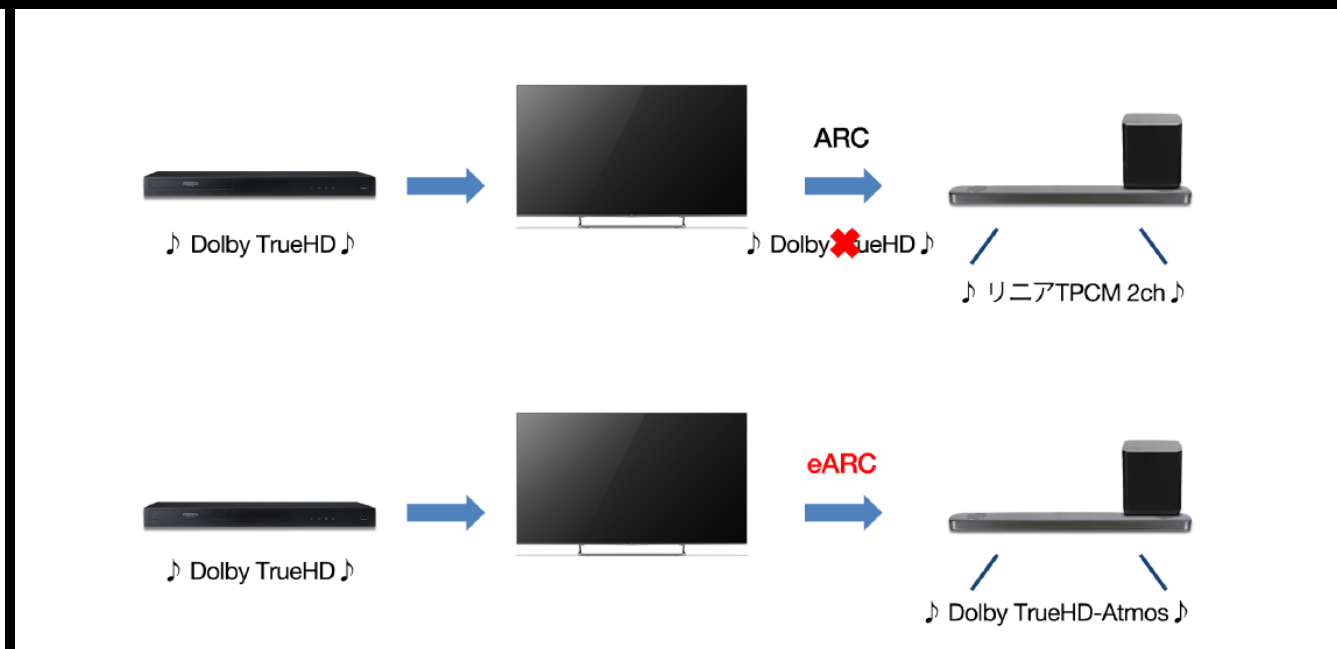 ARC
♪ Dolby TrueHD ♪
♪ Dolby ✖ueHD ♪
♪ リニアTPCM 2ch ♪
eARC
♪ Dolby TrueHD ♪
♪ Dolby TrueHD-Atmos ♪